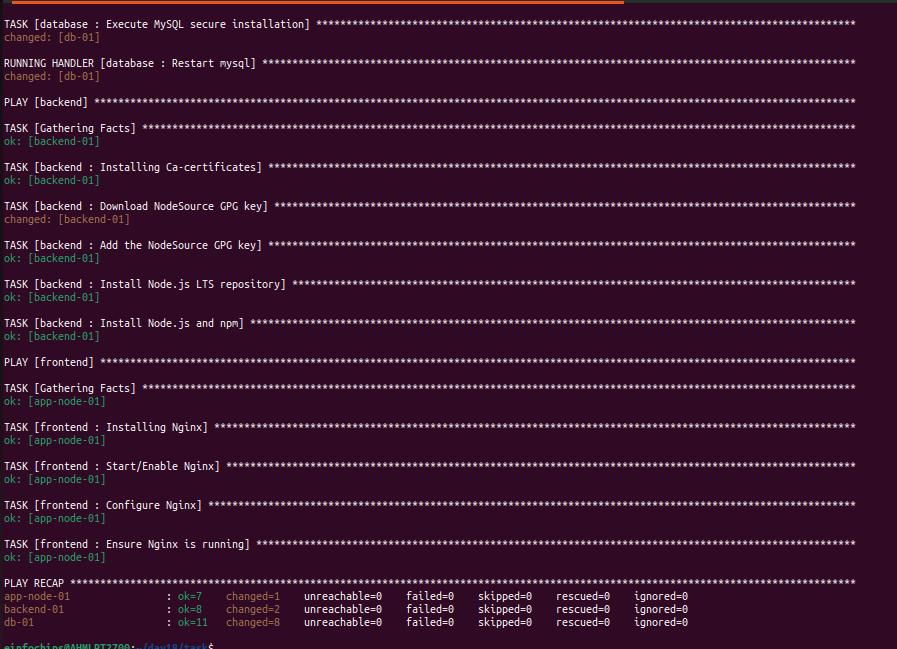 TASK [database : Execute MySQL secure installation] ******************************************************************************************
changed: [db-01]
RUNNING HANDLER [database : Restart mysql] ***************************************************************************************************
changed: [db-01]
PLAY [backend] *******************************************************************************************************************************
TASK [Gathering Facts] ***********************************************************************************************************************
ok: [backend-01]
TASK [backend : Installing Ca-certificates] **************************************************************************************************
ok: [backend-01]
TASK [backend : Download NodeSource GPG key] *************************************************************************************************
changed: [backend-01]
TASK [backend : Add the NodeSource GPG key] **************************************************************************************************
ok: [backend-01]
TASK [backend : Install Node.js LTS repository] **********************************************************************************************
ok: [backend-01]
TASK [backend : Install Node.js and npm] *****************************************************************************************************
ok: [backend-01]
PLAY [frontend] ******************************************************************************************************************************
TASK [Gathering Facts] ***********************************************************************************************************************
ok: [app-node-01]
TASK [frontend : Installing Nginx] ***********************************************************************************************************
ok: [app-node-01]
TASK [frontend : Start/Enable Nginx] *********************************************************************************************************
ok: [app-node-01]
TASK [frontend : Configure Nginx] ************************************************************************************************************
ok: [app-node-01]
TASK [frontend : Ensure Nginx is running] ****************************************************************************************************
ok: [app-node-01]
PLAY RECAP ***********************************************************************************************************************************
app-node-01 : ok=7 changed=1 unreachable=0 failed=0 skipped=0 rescued=0 ignored=0
backend-01 : ok=8 changed=2 unreachable=0 failed=0 skipped=0 rescued=0 ignored=0
db-01 : ok=11 changed=8 unreachable=0 failed=0 skipped=0 rescued=0 ignored=0
einfochips@AHMLPT2700:~/day18/task$